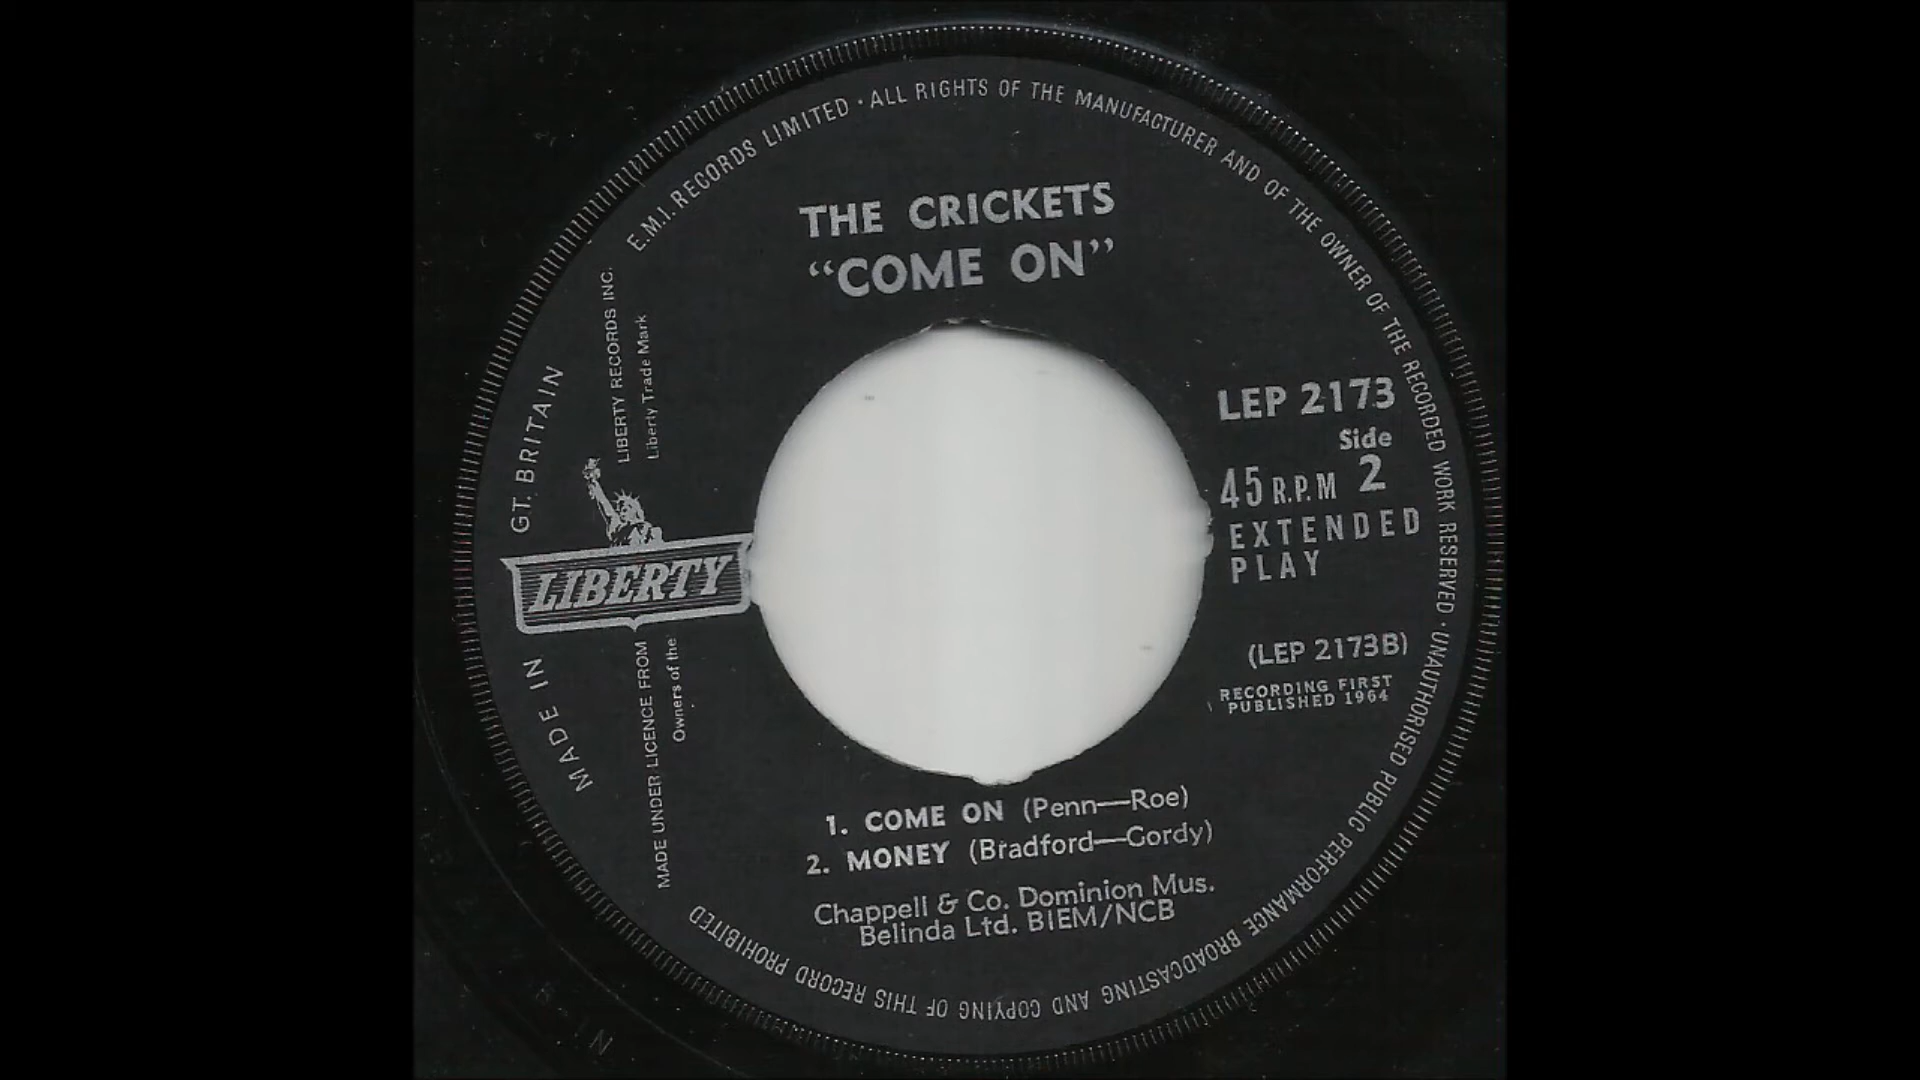 E.M.I. RECORDS LIMITED · ALL RIGHTS OF THE MANUFACTURER AND OF THE OWNER OF THE RECORDED WORK RESERVED · UNAUTHORISED PUBLIC PERFORMANCE BROADCASTING AND COPYING OF THIS RECORD PROHIBITED
THE CRICKETS
“COME ON”
MADE IN GT. BRITAIN
MADE UNDER LICENCE FROM LIBERTY RECORDS INC.
Owners of the Liberty Trade Mark
LIBERTY
LEP 2173
Side
2
45 R.P.M
EXTENDED
PLAY
(LEP 2173B)
RECORDING FIRST
PUBLISHED 1964
1. COME ON (Penn—Roe)
2. MONEY (Bradford—Gordy)
Chappell & Co. Dominion Mus.
Belinda Ltd. BIEM/NCB